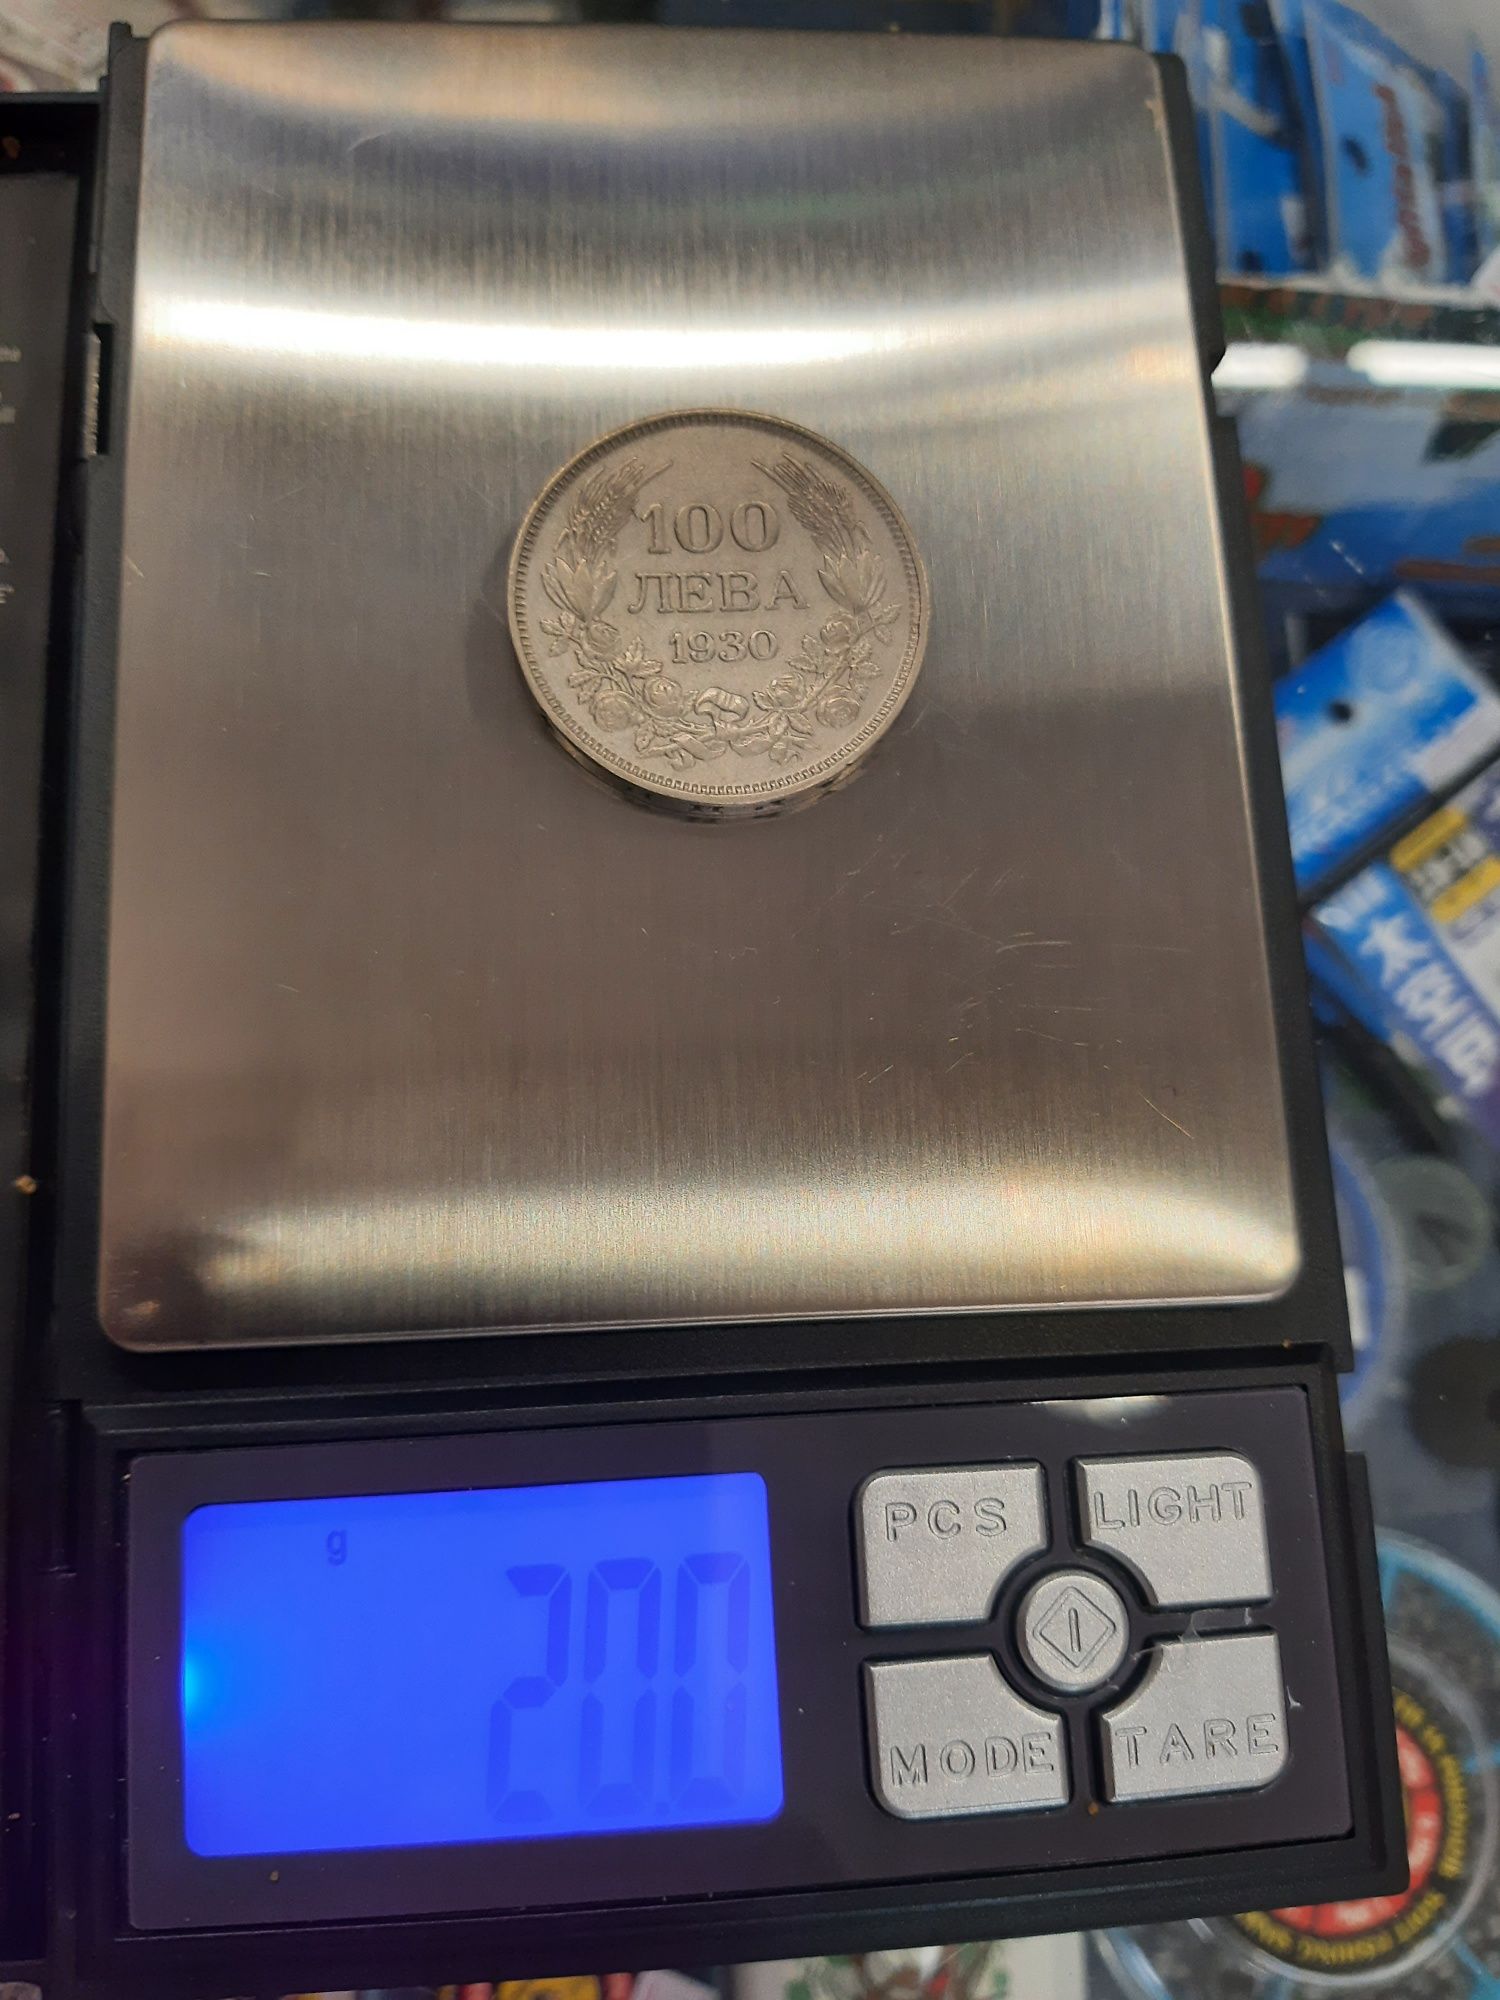 100
ЛЕВА
1930
g
20.0
PCS
LIGHT
MODE
TARE